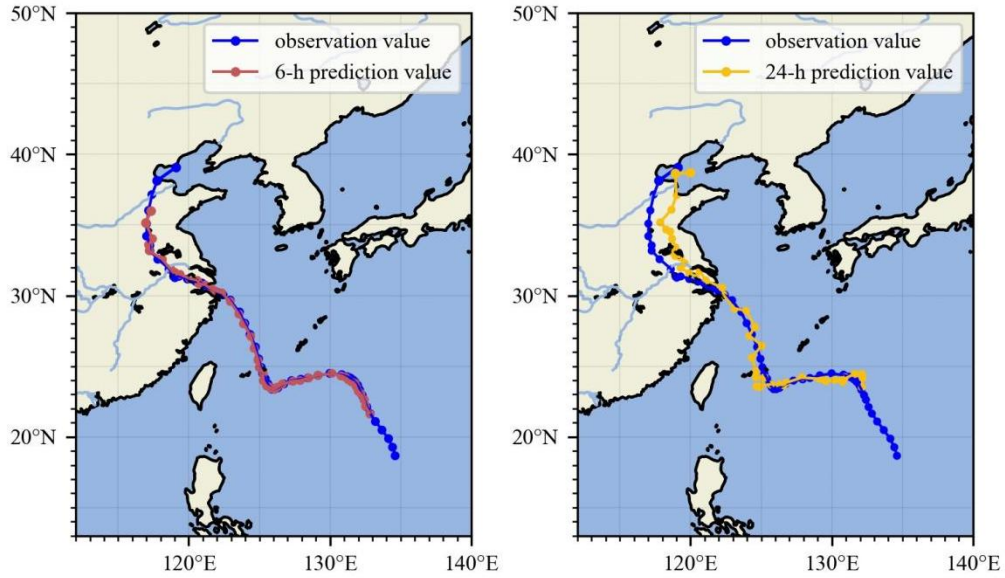 50°N
observation value
6-h prediction value
40°N
30°N
20°N
120°E
130°E
140°E
50°N
observation value
24-h prediction value
40°N
30°N
20°N
120°E
130°E
140°E